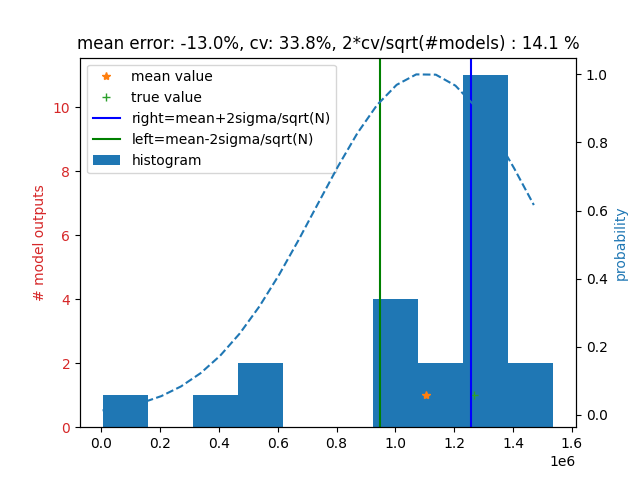 mean error: -13.0%, cv: 33.8%, 2*cv/sqrt(#models) : 14.1 %
mean value
true value
right=mean+2sigma/sqrt(N)
left=mean-2sigma/sqrt(N)
histogram
# model outputs
10
8
6
4
2
0
1.0
0.8
0.6
0.4
0.2
0.0
probability
0.0 0.2 0.4 0.6 0.8 1.0 1.2 1.4 1.6
1e6